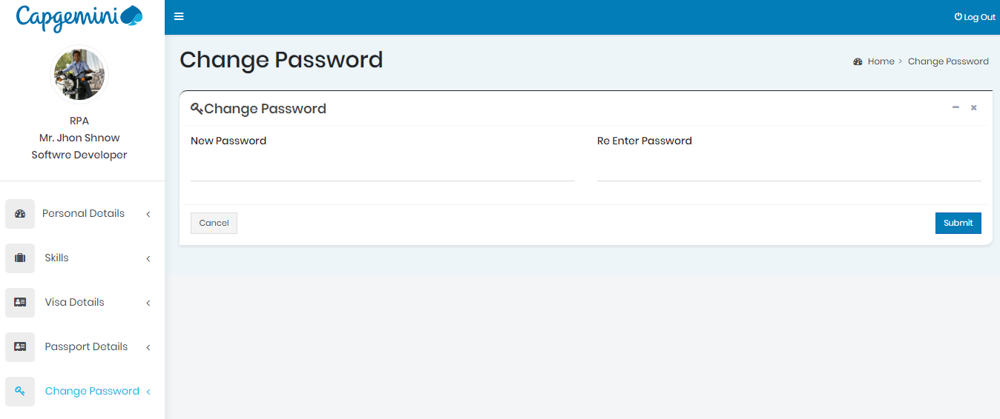 Capgemini
Log Out
RPA
Mr. Jhon Shnow
Softwre Developer
Personal Details
Skills
Visa Details
Passport Details
Change Password
Change Password
Home > Change Password
Change Password
New Password
Re Enter Password
Cancel
Submit